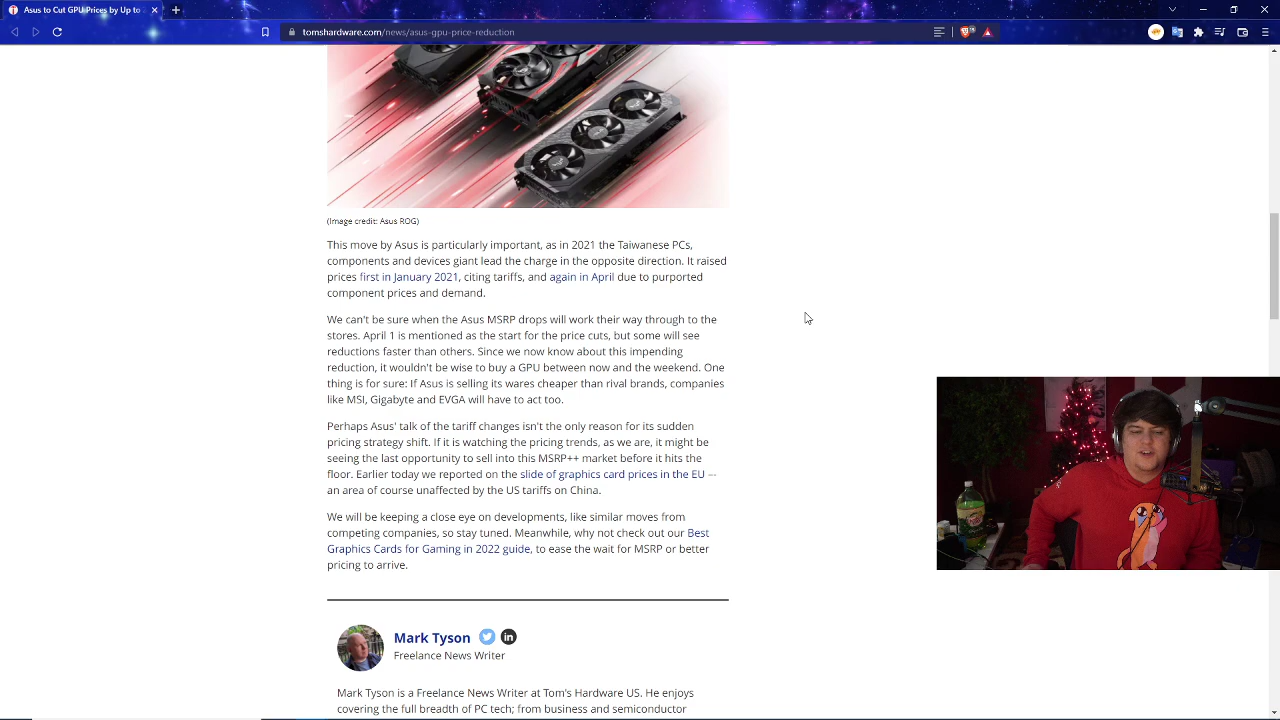 Asus to Cut GPU Prices by Up to
tomshardware.com/news/asus-gpu-price-reduction
(Image credit: Asus ROG)
This move by Asus is particularly important, as in 2021 the Taiwanese PCs,
components and devices giant lead the charge in the opposite direction. It raised
prices first in January 2021, citing tariffs, and again in April due to purported
component prices and demand.
We can't be sure when the Asus MSRP drops will work their way through to the
stores. April 1 is mentioned as the start for the price cuts, but some will see
reductions faster than others. Since we now know about this impending
reduction, it wouldn't be wise to buy a GPU between now and the weekend. One
thing is for sure: If Asus is selling its wares cheaper than rival brands, companies
like MSI, Gigabyte and EVGA will have to act too.
Perhaps Asus' talk of the tariff changes isn't the only reason for its sudden
pricing strategy shift. If it is watching the pricing trends, as we are, it might be
seeing the last opportunity to sell into this MSRP++ market before it hits the
floor. Earlier today we reported on the slide of graphics card prices in the EU –-
an area of course unaffected by the US tariffs on China.
We will be keeping a close eye on developments, like similar moves from
competing companies, so stay tuned. Meanwhile, why not check out our Best
Graphics Cards for Gaming in 2022 guide, to ease the wait for MSRP or better
pricing to arrive.
Mark Tyson
Freelance News Writer
Mark Tyson is a Freelance News Writer at Tom's Hardware US. He enjoys
covering the full breadth of PC tech; from business and semiconductor